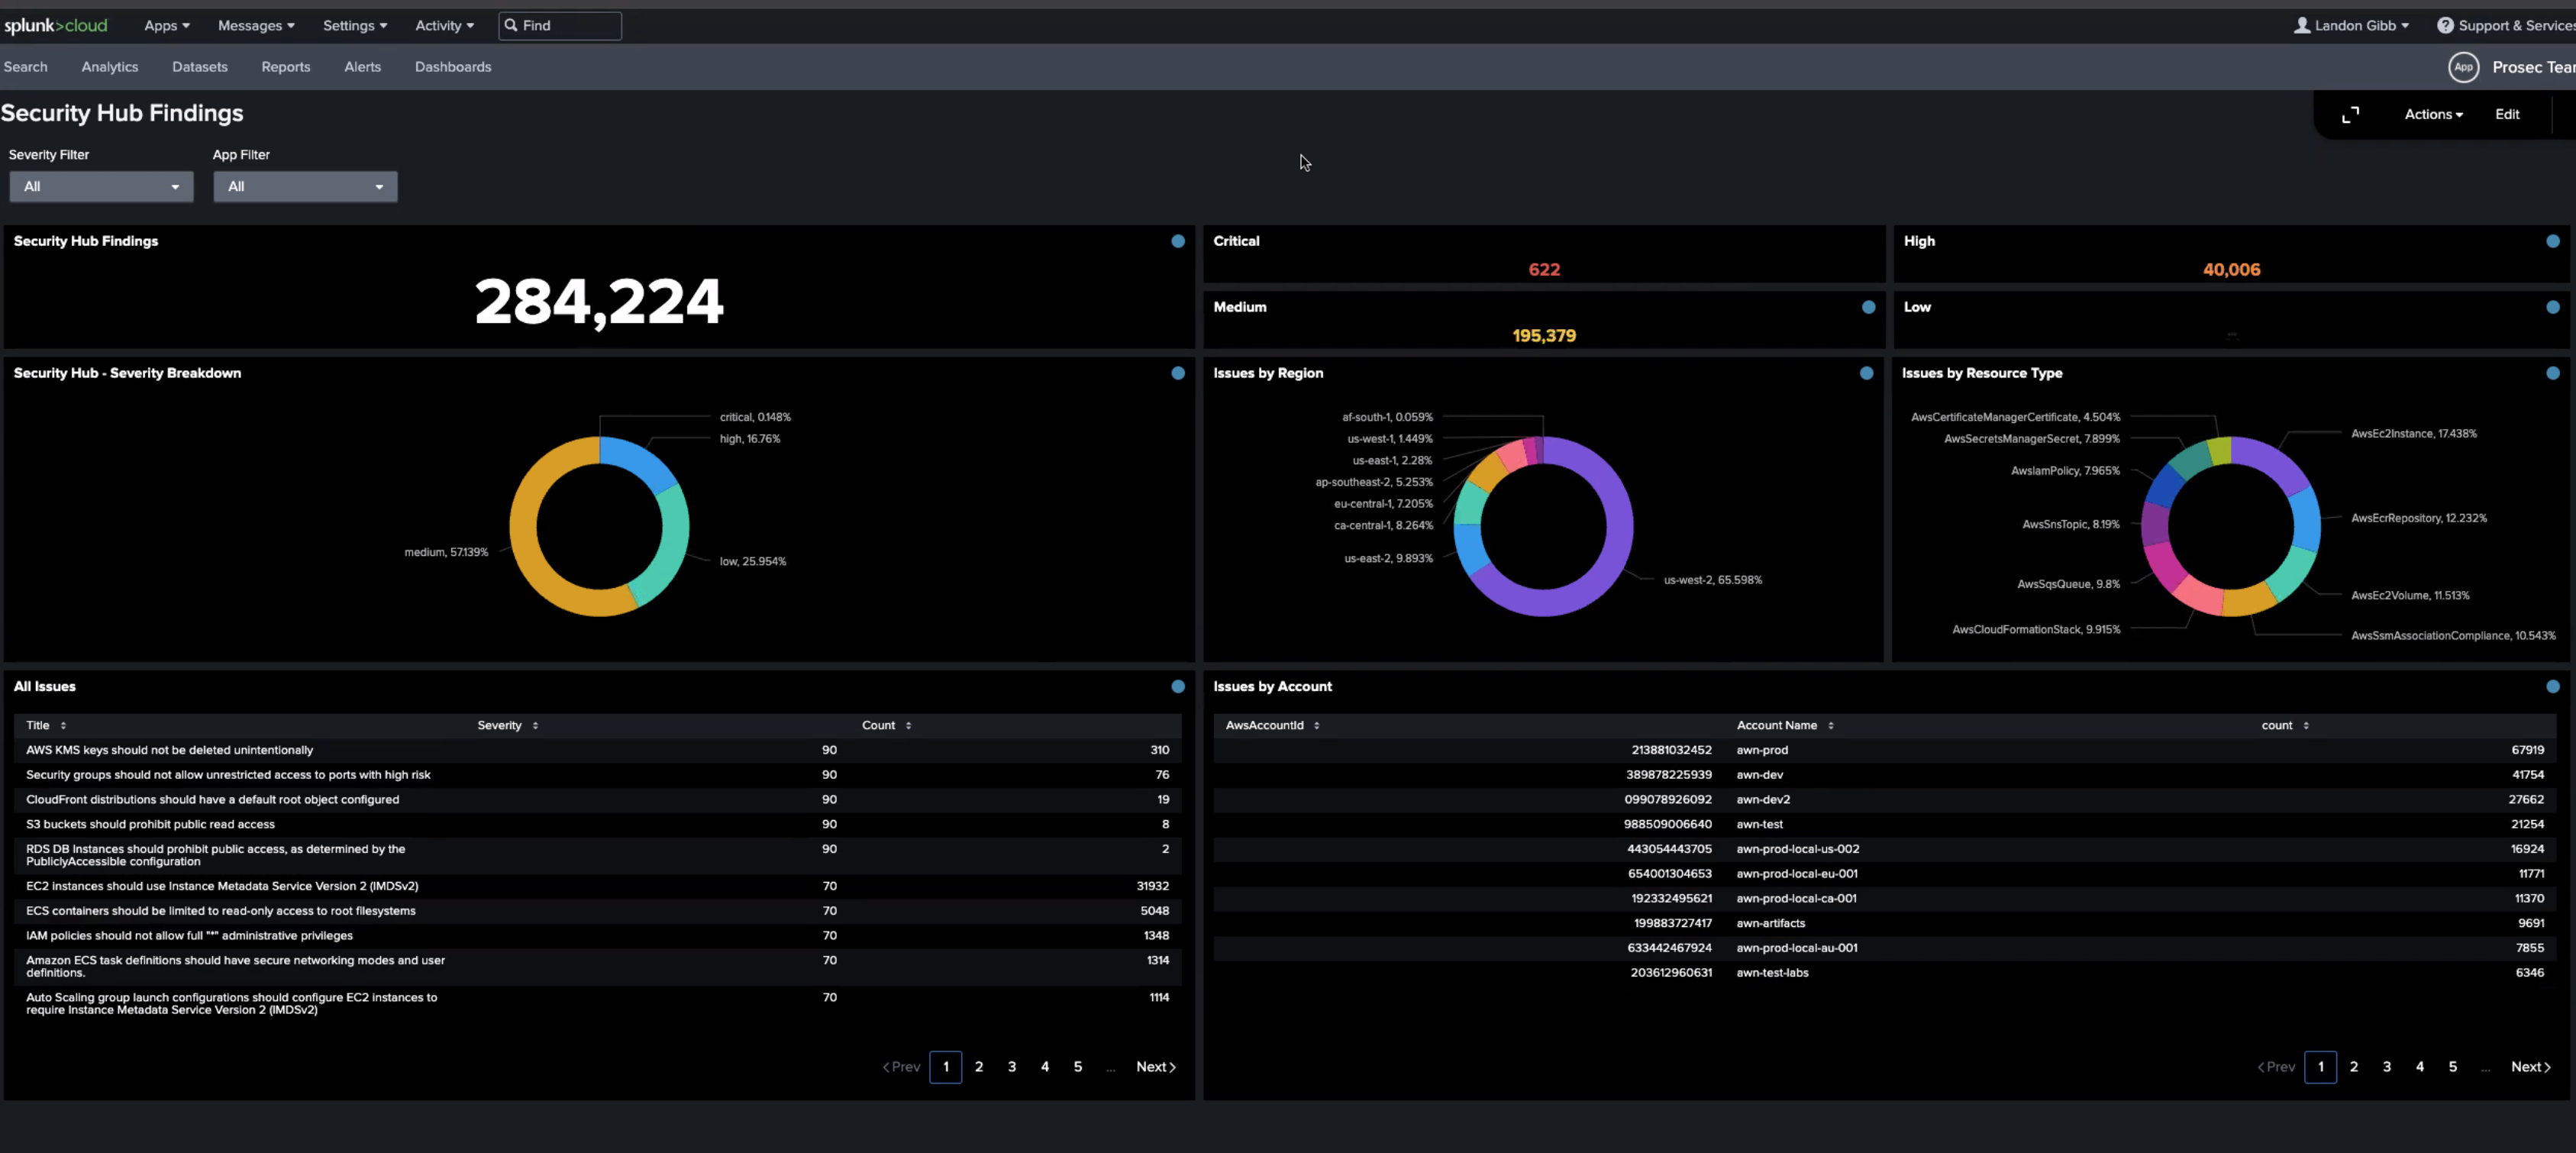 splunk>cloud Apps Messages Settings Activity Find Landon Gibb ? Support & Services
Search Analytics Datasets Reports Alerts Dashboards App Prosec Tea
Security Hub Findings
Actions Edit
Severity Filter App Filter
All All
Security Hub Findings
284,224
Critical
622
High
40,006
Medium
195,379
Low
Security Hub - Severity Breakdown
critical, 0.148%
high, 16.76%
medium, 57.139%
low, 25.954%
Issues by Region
af-south-1, 0.059%
us-west-1, 1.449%
us-east-1, 2.28%
ap-southeast-2, 5.253%
eu-central-1, 7.205%
ca-central-1, 8.264%
us-east-2, 9.893%
us-west-2, 65.598%
Issues by Resource Type
AwsCertificateManagerCertificate, 4.504%
AwsSecretsManagerSecret, 7.899%
AwsIamPolicy, 7.965%
AwsSnsTopic, 8.19%
AwsSqsQueue, 9.8%
AwsCloudFormationStack, 9.915%
AwsEc2Instance, 17.438%
AwsEcrRepository, 12.232%
AwsEc2Volume, 11.513%
AwsSsmAssociationCompliance, 10.543%
All Issues
Title Severity Count
AWS KMS keys should not be deleted unintentionally 90 310
Security groups should not allow unrestricted access to ports with high risk 90 76
CloudFront distributions should have a default root object configured 90 19
S3 buckets should prohibit public read access 90 8
RDS DB Instances should prohibit public access, as determined by the 90 2
PubliclyAccessible configuration
EC2 instances should use Instance Metadata Service Version 2 (IMDSv2) 70 31932
ECS containers should be limited to read-only access to root filesystems 70 5048
IAM policies should not allow full "*" administrative privileges 70 1348
Amazon ECS task definitions should have secure networking modes and user 70 1314
definitions.
Auto Scaling group launch configurations should configure EC2 instances to 70 1114
require Instance Metadata Service Version 2 (IMDSv2)
< Prev 1 2 3 4 5 ... Next >
Issues by Account
AwsAccountId Account Name count
213881032452 awn-prod 67919
389878225939 awn-dev 41754
099078926092 awn-dev2 27662
988509006640 awn-test 21254
443054443705 awn-prod-local-us-002 16924
654001304653 awn-prod-local-eu-001 11771
192332495621 awn-prod-local-ca-001 11370
199883727417 awn-artifacts 9691
633442467924 awn-prod-local-au-001 7855
203612960631 awn-test-labs 6346
< Prev 1 2 3 4 5 ... Next >